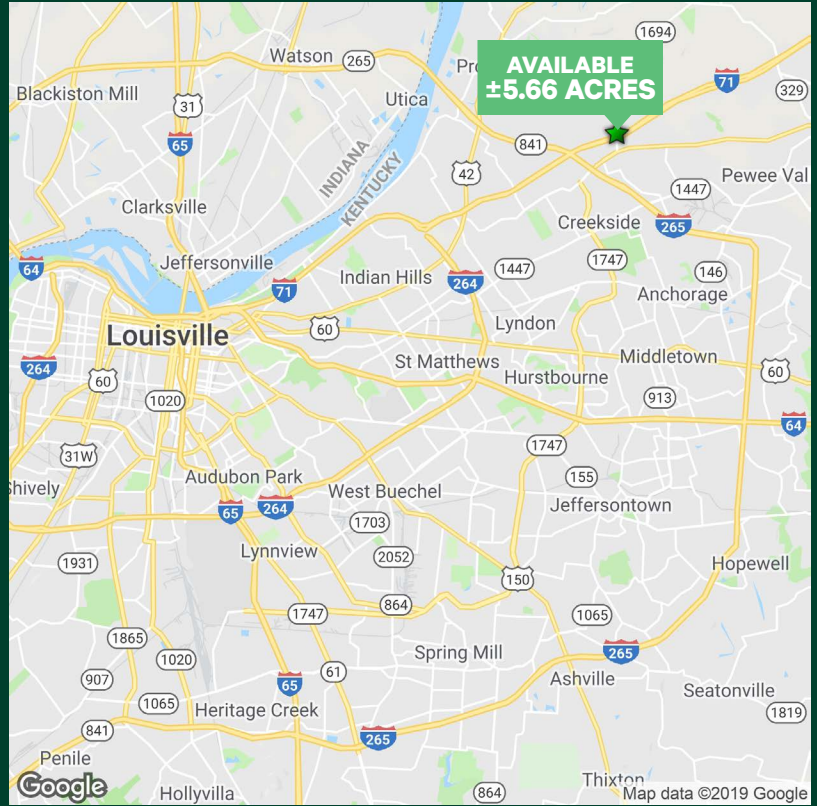 1694
Watson
265
Pro
AVAILABLE
±5.66 ACRES
71
329
Blackiston Mill
31
Utica
65
841
INDIANA
KENTUCKY
42
1447
Pewee Val
Clarksville
Creekside
265
64
Jeffersonville
Indian Hills
264
1447
1747
146
71
Anchorage
Louisville
60
Lyndon
264
St Matthews
Middletown
60
60
Hurstbourne
1020
913
64
31W
1747
Shively
Audubon Park
West Buechel
155
65
264
Jeffersontown
1703
1931
Lynnview
2052
150
Hopewell
1747
864
1065
1865
1020
Spring Mill
265
907
61
Ashville
65
Seatonville
1065
Heritage Creek
1819
841
265
Penile
Thixton
Google
Hollyvilla
864
Map data ©2019 Google